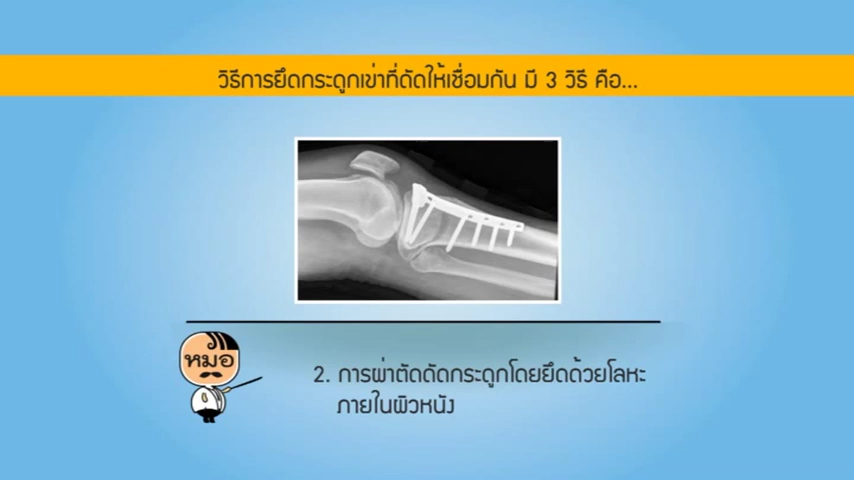 วิธีการยึดกระดูกเข่าที่ดัดให้เชื่อมกัน มี 3 วิธี คือ...
หมอ
2. การผ่าตัดดัดกระดูกโดยยึดด้วยโลหะ
ภายในผิวหนัง